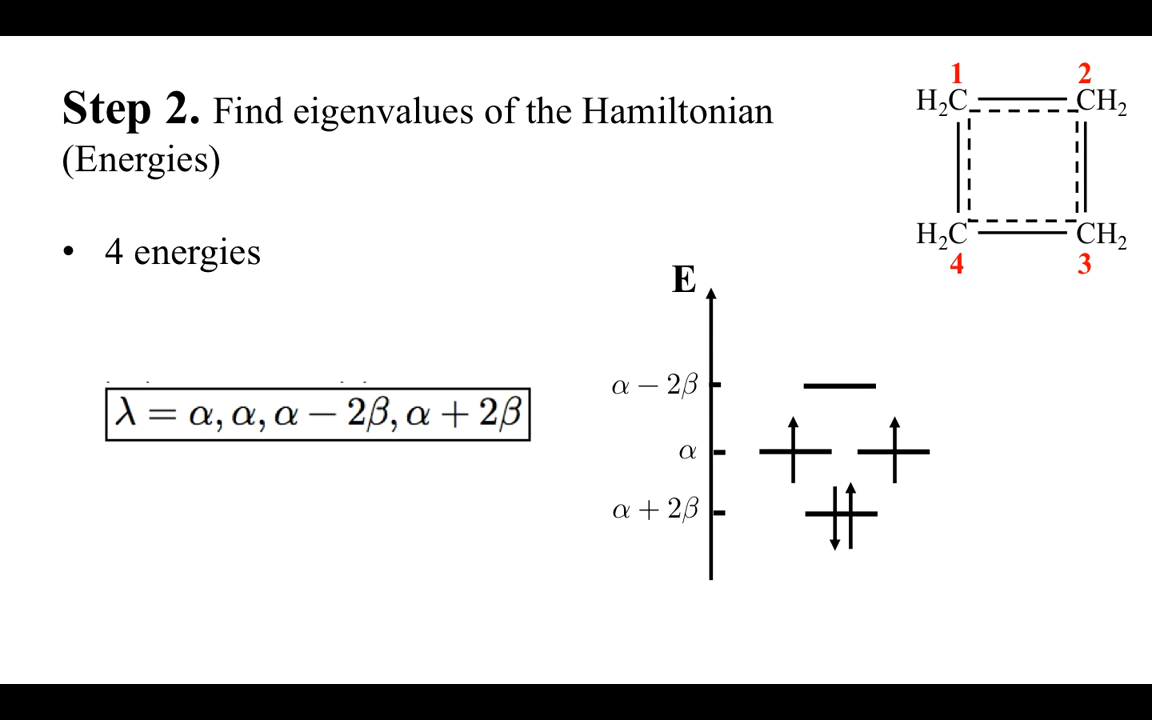 Step 2. Find eigenvalues of the Hamiltonian
(Energies)
• 4 energies
λ = α, α, α − 2β, α + 2β
E
α − 2β
α
α + 2β
1 2
H₂C CH₂
H₂C CH₂
4 3